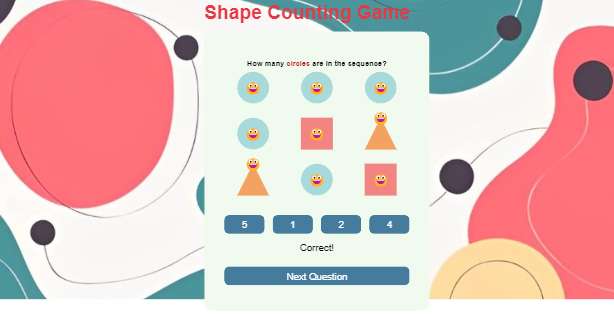 Shape Counting Game
How many circles are in the sequence?
5 1 2 4
Correct!
Next Question